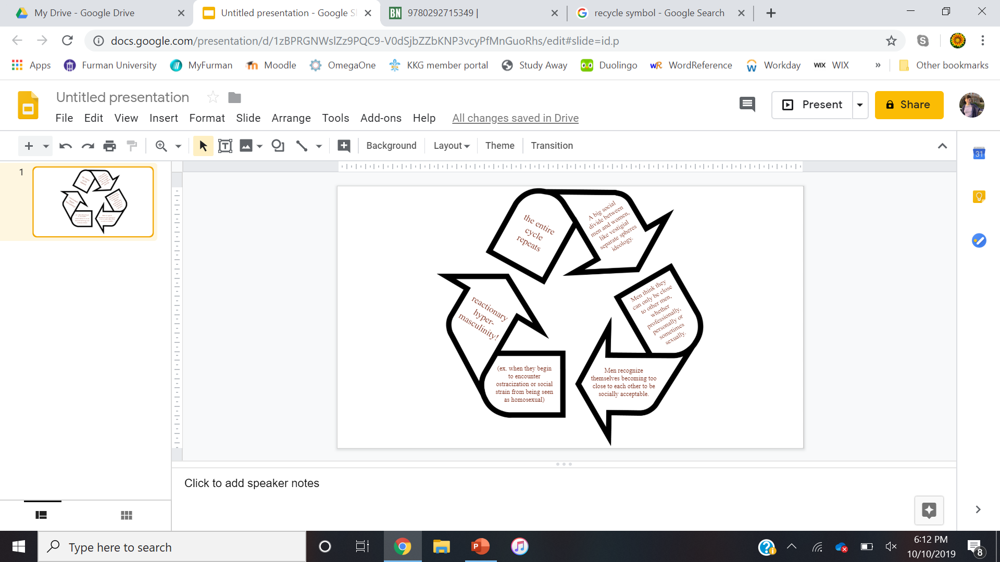 My Drive - Google Drive
Untitled presentation - Google Sl
BN 9780292715349 |
recycle symbol - Google Search
docs.google.com/presentation/d/1zBPRGNWslZz9PQC9-V0dSjbZZbKNP3vcyPfMnGuoRhs/edit#slide=id.p
Apps Furman University MyFurman Moodle OmegaOne KKG member portal Study Away Duolingo WordReference Workday WIX WIX » Other bookmarks
Untitled presentation
Present
Share
File Edit View Insert Format Slide Arrange Tools Add-ons Help All changes saved in Drive
Background Layout Theme Transition
31
1
the entire
cycle
repeats
A big social
divide between
men and women,
like vestigial
separate spheres
ideology.
Men think they
can only be close
to other men,
whether
professionally,
personally or
sometimes
sexually.
Men recognize
themselves becoming too
close to each other to be
socially acceptable.
(ex. when they begin
to encounter
ostracization or social
strain from being seen
as homosexual)
reactionary
hyper-
masculinity!
Click to add speaker notes
Type here to search
6:12 PM
10/10/2019
8